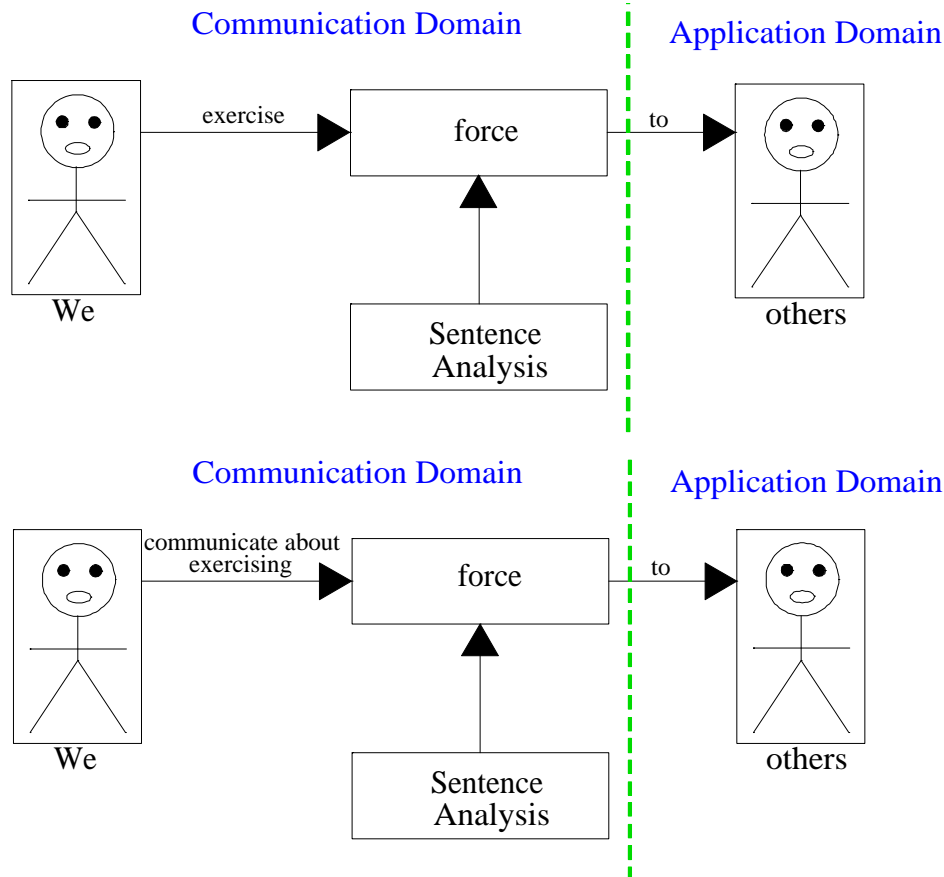 Communication Domain
Application Domain
exercise
force
to
We
others
Sentence
Analysis
Communication Domain
Application Domain
communicate about
exercising
force
to
We
others
Sentence
Analysis